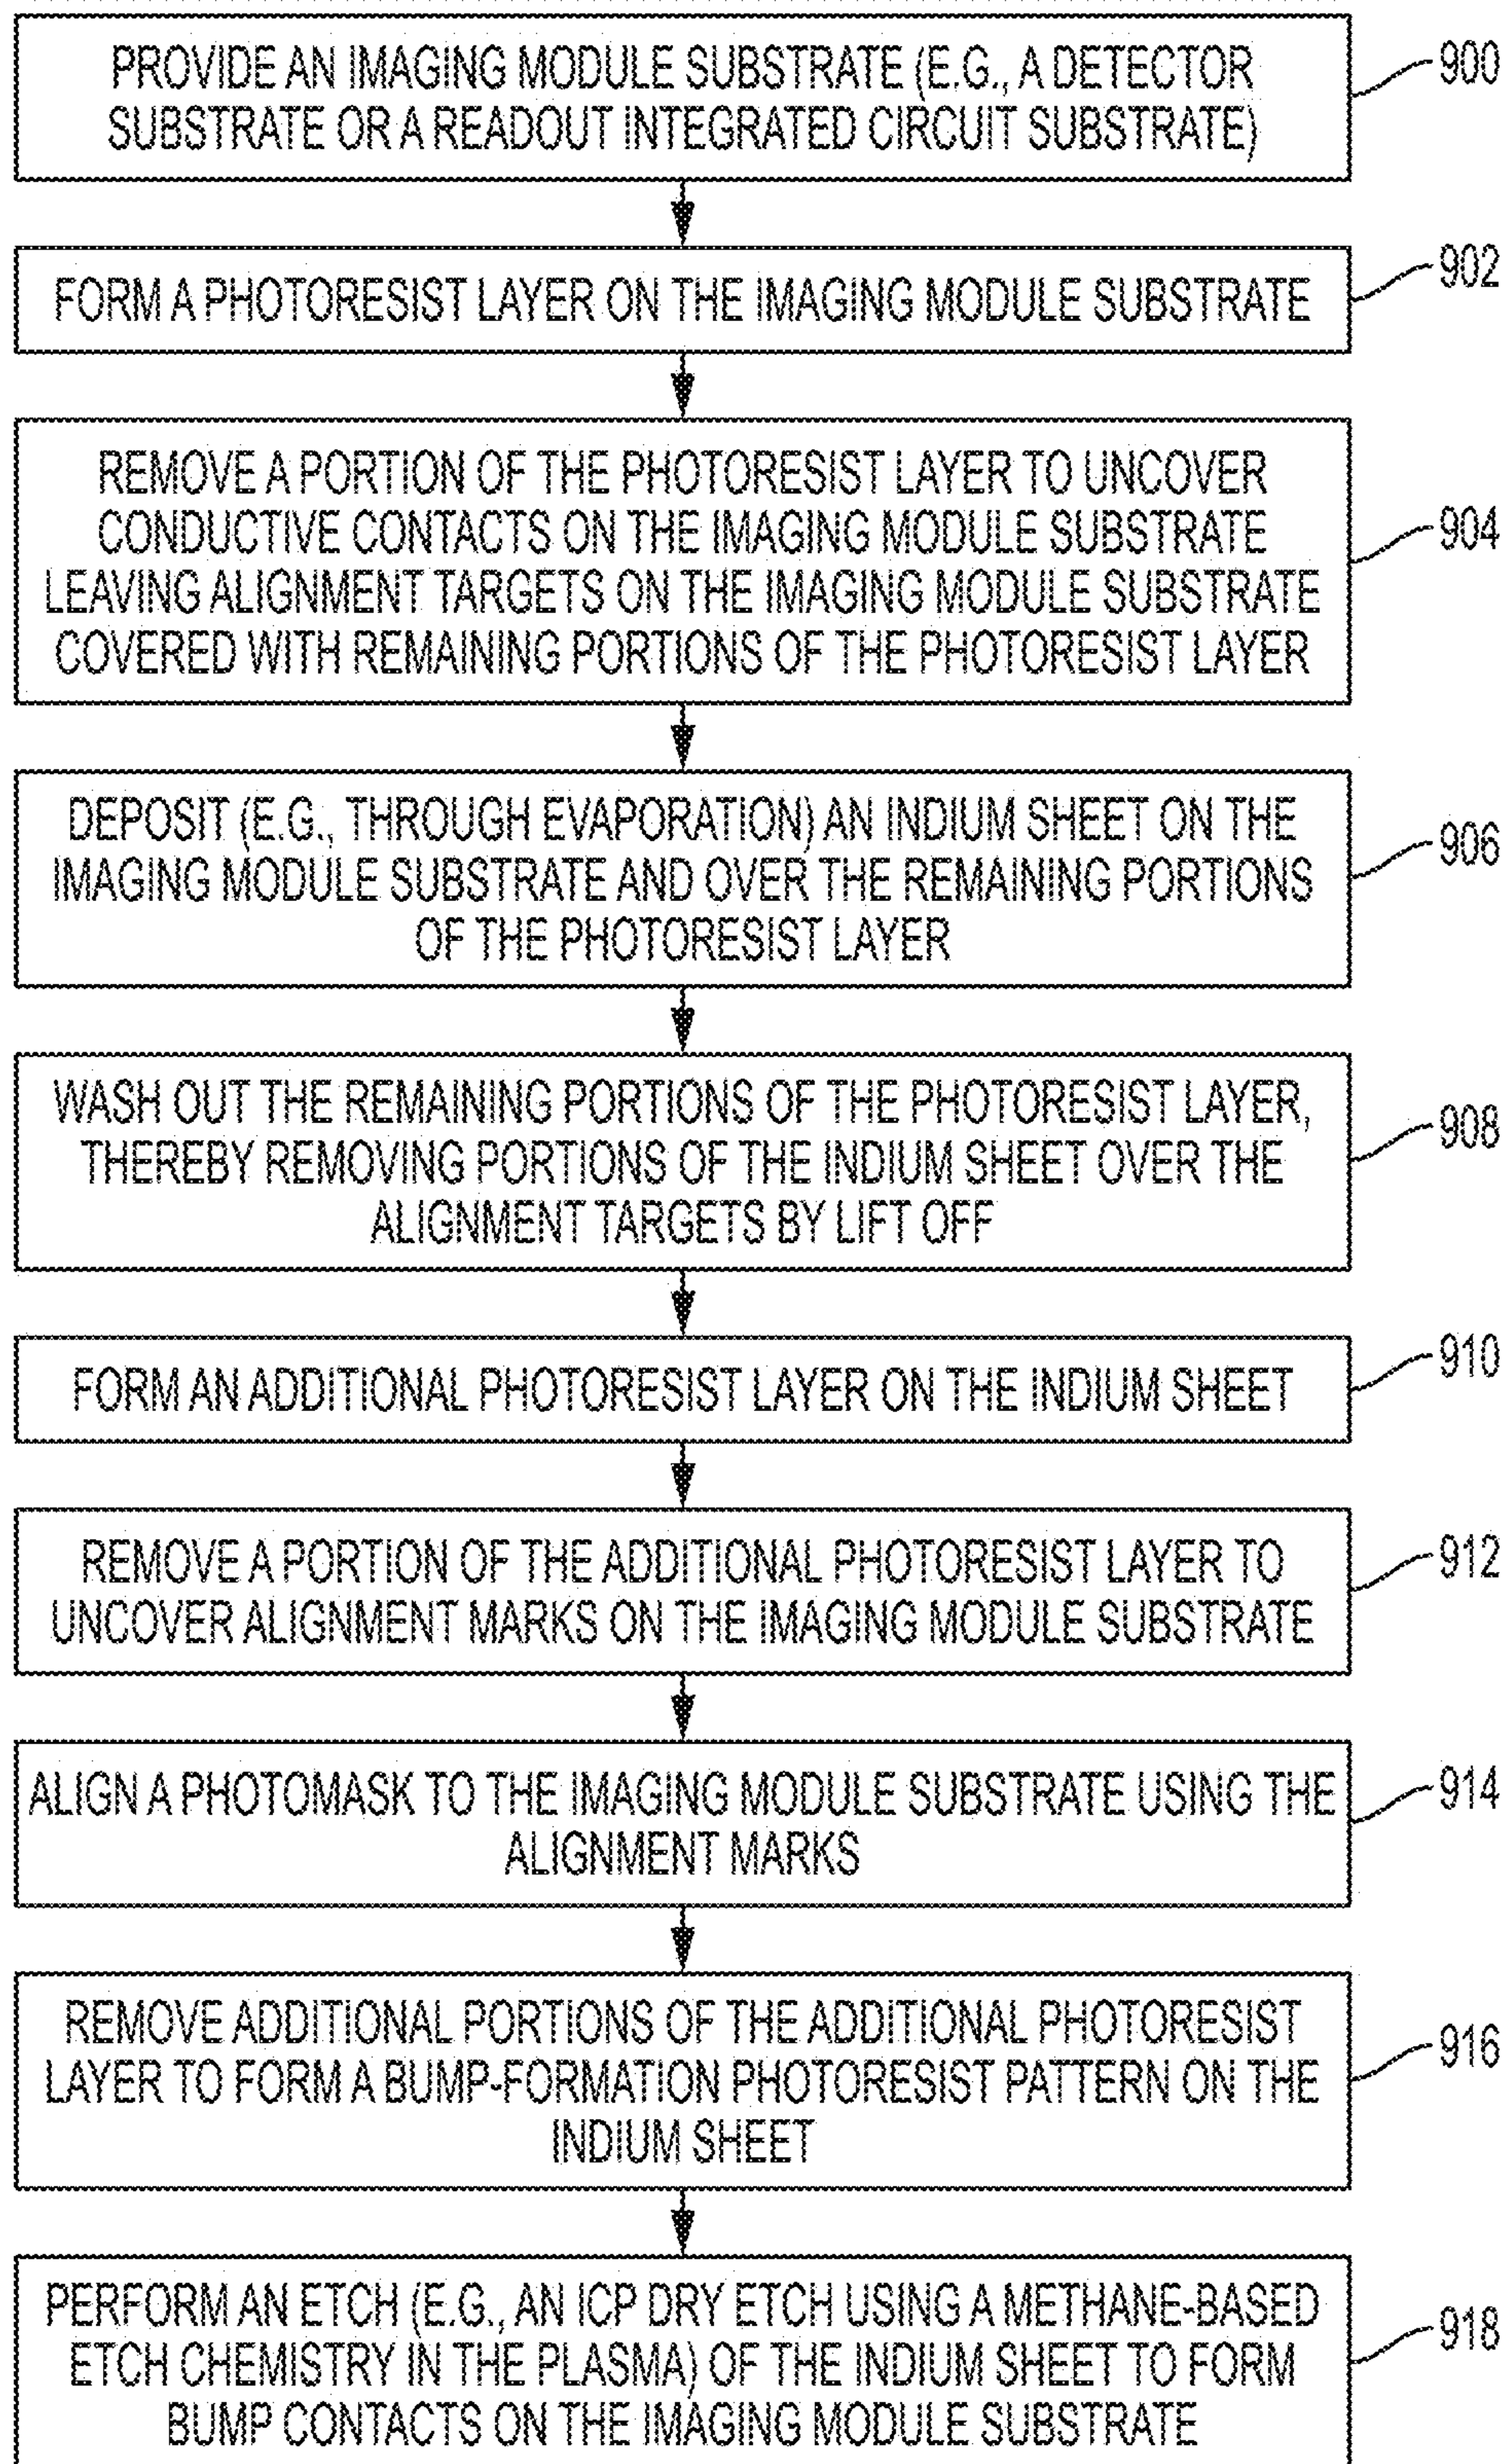 PROVIDE AN IMAGING MODULE SUBSTRATE (E.G., A DETECTOR
SUBSTRATE OR A READOUT INTEGRATED CIRCUIT SUBSTRATE)
900
FORM A PHOTORESIST LAYER ON THE IMAGING MODULE SUBSTRATE
902
REMOVE A PORTION OF THE PHOTORESIST LAYER TO UNCOVER
CONDUCTIVE CONTACTS ON THE IMAGING MODULE SUBSTRATE
LEAVING ALIGNMENT TARGETS ON THE IMAGING MODULE SUBSTRATE
COVERED WITH REMAINING PORTIONS OF THE PHOTORESIST LAYER
904
DEPOSIT (E.G., THROUGH EVAPORATION) AN INDIUM SHEET ON THE
IMAGING MODULE SUBSTRATE AND OVER THE REMAINING PORTIONS
OF THE PHOTORESIST LAYER
906
WASH OUT THE REMAINING PORTIONS OF THE PHOTORESIST LAYER,
THEREBY REMOVING PORTIONS OF THE INDIUM SHEET OVER THE
ALIGNMENT TARGETS BY LIFT OFF
908
FORM AN ADDITIONAL PHOTORESIST LAYER ON THE INDIUM SHEET
910
REMOVE A PORTION OF THE ADDITIONAL PHOTORESIST LAYER TO
UNCOVER ALIGNMENT MARKS ON THE IMAGING MODULE SUBSTRATE
912
ALIGN A PHOTOMASK TO THE IMAGING MODULE SUBSTRATE USING THE
ALIGNMENT MARKS
914
REMOVE ADDITIONAL PORTIONS OF THE ADDITIONAL PHOTORESIST
LAYER TO FORM A BUMP-FORMATION PHOTORESIST PATTERN ON THE
INDIUM SHEET
916
PERFORM AN ETCH (E.G., AN ICP DRY ETCH USING A METHANE-BASED
ETCH CHEMISTRY IN THE PLASMA) OF THE INDIUM SHEET TO FORM
BUMP CONTACTS ON THE IMAGING MODULE SUBSTRATE
918